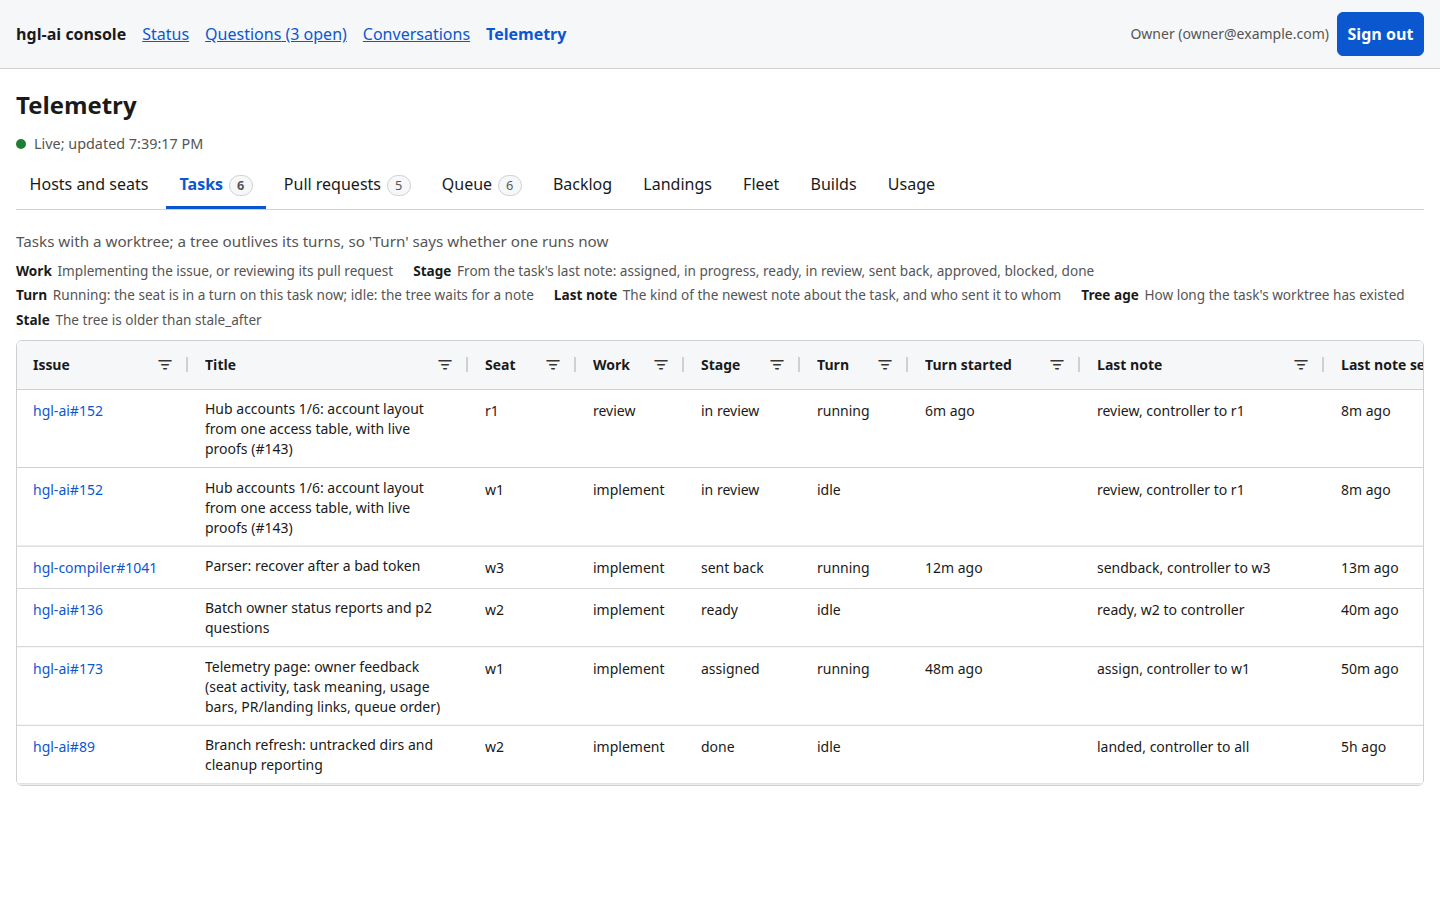 hgl-ai console Status Questions (3 open) Conversations Telemetry Owner (owner@example.com) Sign out
Telemetry
Live; updated 7:39:17 PM
Hosts and seats Tasks 6 Pull requests 5 Queue 6 Backlog Landings Fleet Builds Usage
Tasks with a worktree; a tree outlives its turns, so 'Turn' says whether one runs now
Work Implementing the issue, or reviewing its pull request Stage From the task's last note: assigned, in progress, ready, in review, sent back, approved, blocked, done
Turn Running: the seat is in a turn on this task now; idle: the tree waits for a note Last note The kind of the newest note about the task, and who sent it to whom Tree age How long the task's worktree has existed
Stale The tree is older than stale_after
Issue Title Seat Work Stage Turn Turn started Last note Last note se
hgl-ai#152 Hub accounts 1/6: account layout r1 review in review running 6m ago review, controller to r1 8m ago
from one access table, with live
proofs (#143)
hgl-ai#152 Hub accounts 1/6: account layout w1 implement in review idle review, controller to r1 8m ago
from one access table, with live
proofs (#143)
hgl-compiler#1041 Parser: recover after a bad token w3 implement sent back running 12m ago sendback, controller to w3 13m ago
hgl-ai#136 Batch owner status reports and p2 w2 implement ready idle ready, w2 to controller 40m ago
questions
hgl-ai#173 Telemetry page: owner feedback w1 implement assigned running 48m ago assign, controller to w1 50m ago
(seat activity, task meaning, usage
bars, PR/landing links, queue order)
hgl-ai#89 Branch refresh: untracked dirs and w2 implement done idle landed, controller to all 5h ago
cleanup reporting